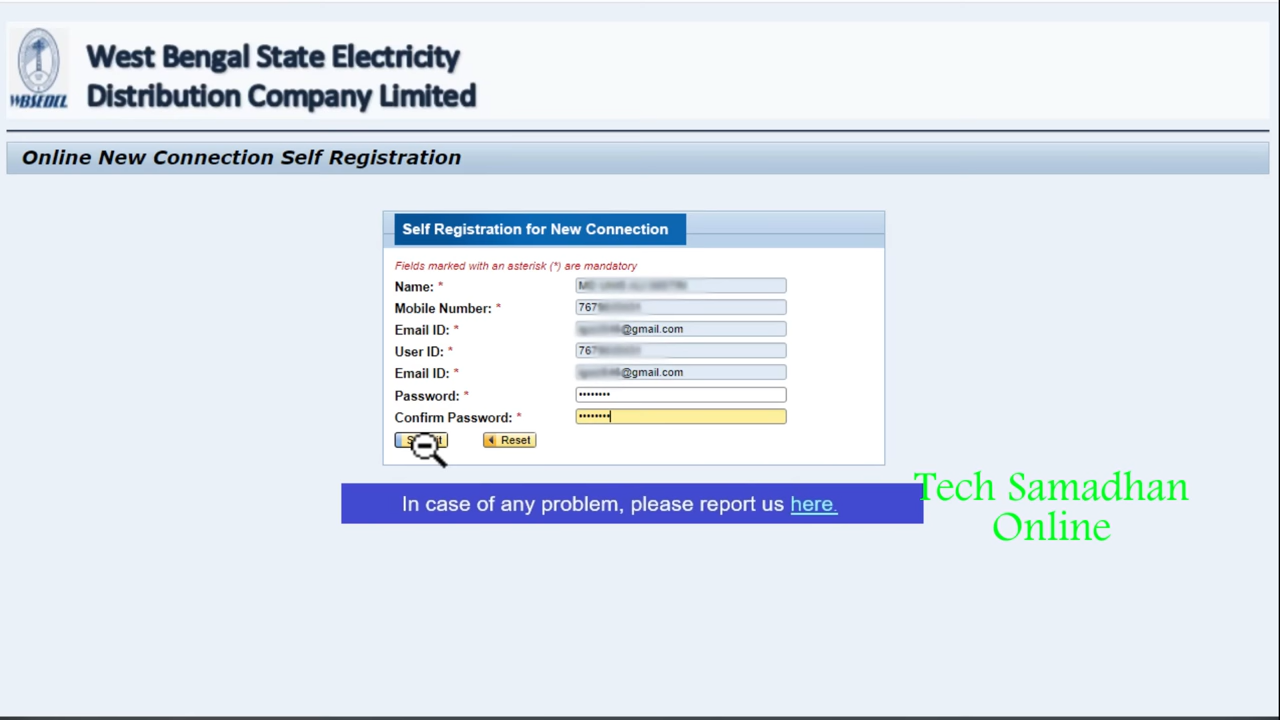 West Bengal State Electricity
Distribution Company Limited
WBSEDCL
Online New Connection Self Registration
Self Registration for New Connection
Fields marked with an asterisk (*) are mandatory
Name: *
Mobile Number: * 767
Email ID: * @gmail.com
User ID: * 767
Email ID: * @gmail.com
Password: * ••••••••
Confirm Password: * ••••••••
Reset
In case of any problem, please report us here.
Tech Samadhan
Online